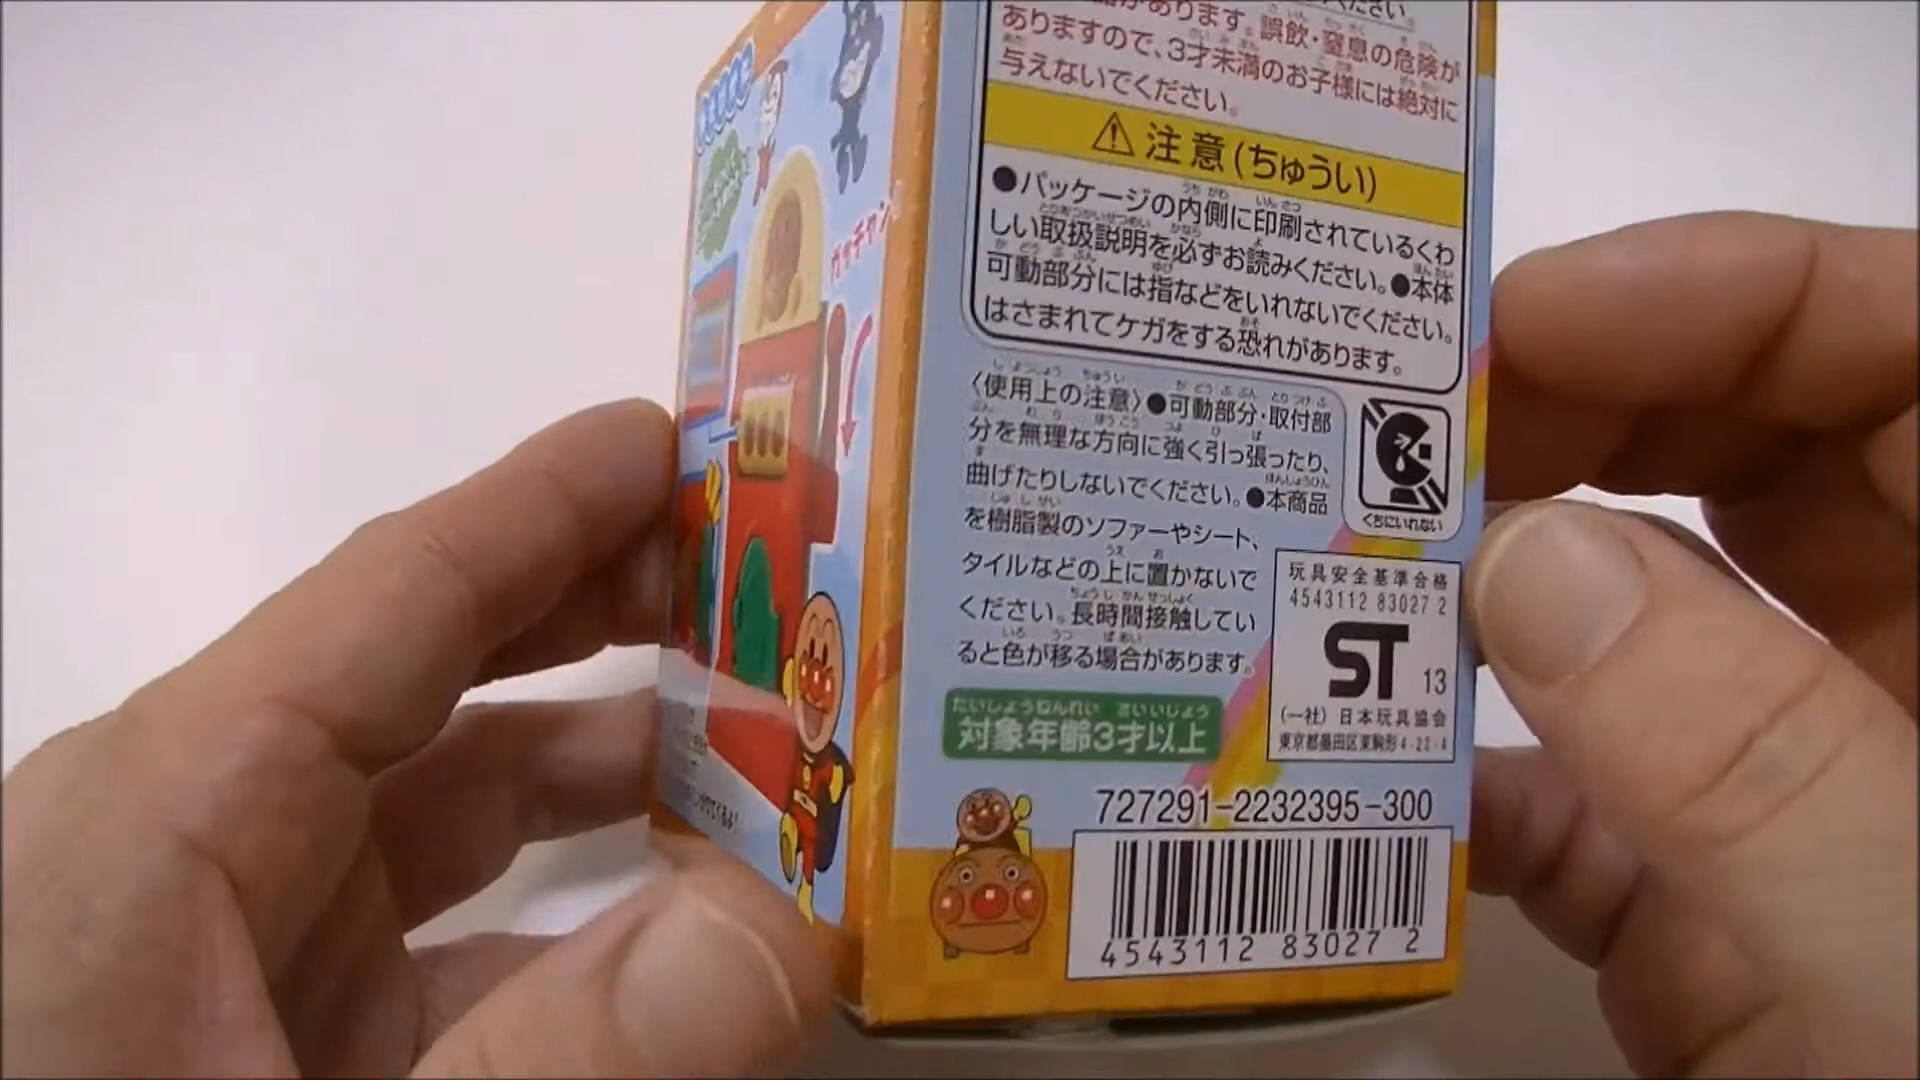 ありますので、3才未満のお子様には絶対に
与えないでください。
⚠注意(ちゅうい)
●パッケージの内側に印刷されているくわ
しい取扱説明を必ずお読みください。●本体
可動部分には指などをいれないでください。
はさまれてケガをする恐れがあります。
〈使用上の注意〉●可動部分・取付部
分を無理な方向に強く引っ張ったり、
曲げたりしないでください。●本商品
を樹脂製のソファーやシート、
タイルなどの上に置かないで
ください。長時間接触してい
ると色が移る場合があります。
くちにいれない
玩具安全基準合格
4543112 83027 2
ST 13
(一社) 日本玩具協会
東京都墨田区東駒形4-22-4
たいしょうねんれい さいいじょう
対象年齢3才以上
727291-2232395-300
4543112 83027 2
ガッチャン